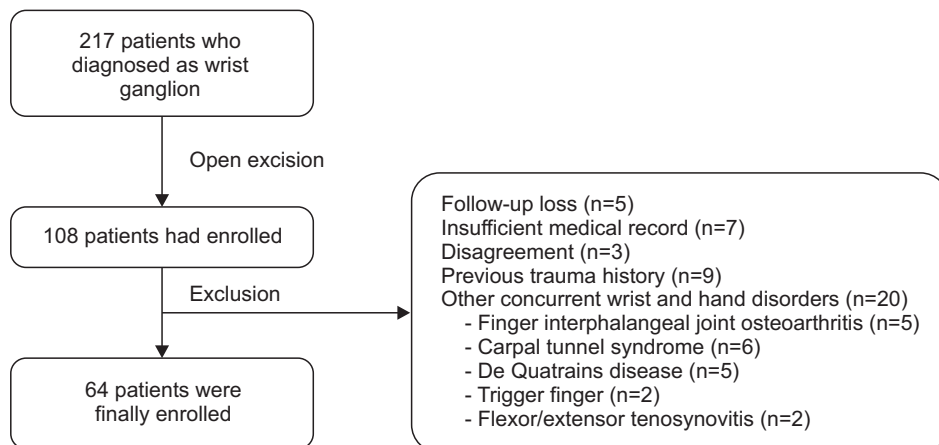 217 patients who
diagnosed as wrist
ganglion
Open excision
108 patients had enrolled
Exclusion
Follow-up loss (n=5)
Insufficient medical record (n=7)
Disagreement (n=3)
Previous trauma history (n=9)
Other concurrent wrist and hand disorders (n=20)
- Finger interphalangeal joint osteoarthritis (n=5)
- Carpal tunnel syndrome (n=6)
- De Quatrains disease (n=5)
- Trigger finger (n=2)
- Flexor/extensor tenosynovitis (n=2)
64 patients were
finally enrolled